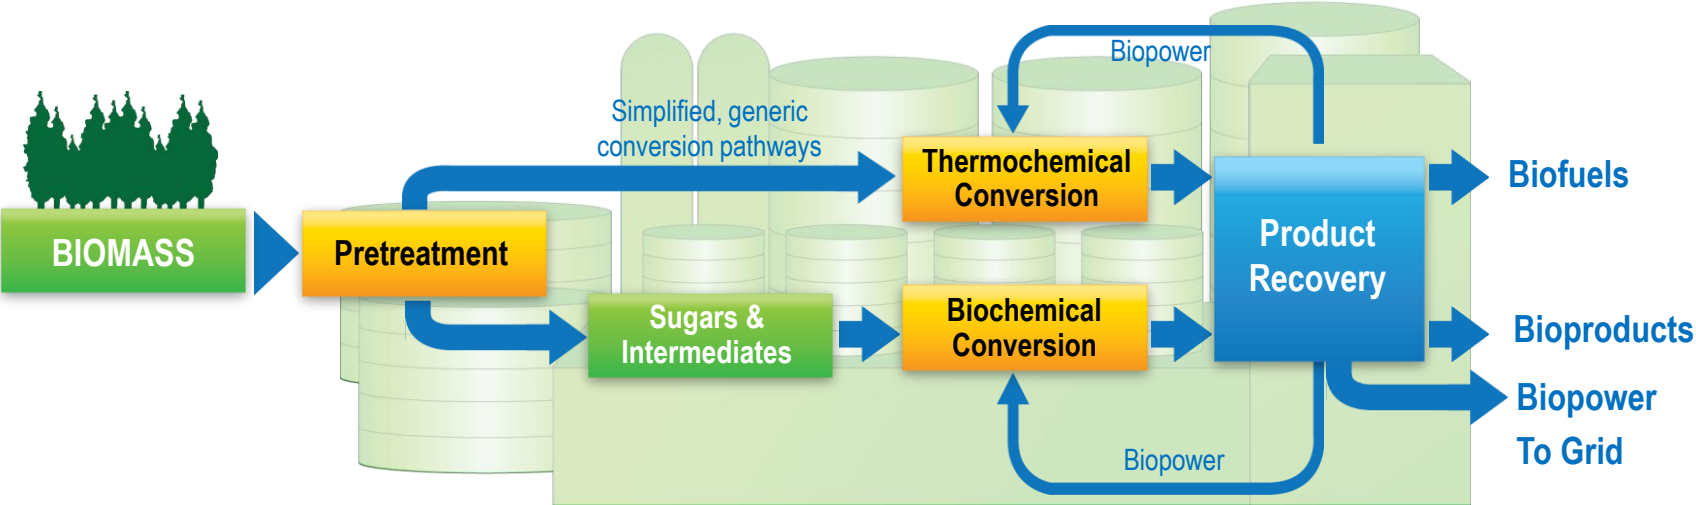 Biopower
Simplified, generic
conversion pathways
Thermochemical
Conversion
Biofuels
BIOMASS
Pretreatment
Product
Recovery
Sugars &
Intermediates
Biochemical
Conversion
Bioproducts
Biopower
To Grid
Biopower